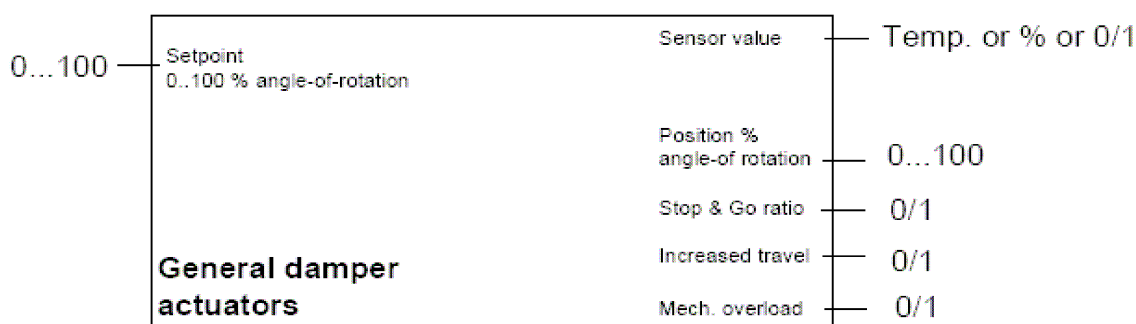 0...100
Setpoint
0..100 % angle-of-rotation
General damper
actuators
Sensor value
Temp. or % or 0/1
Position %
angle-of rotation
0...100
Stop & Go ratio
0/1
Increased travel
0/1
Mech. overload
0/1